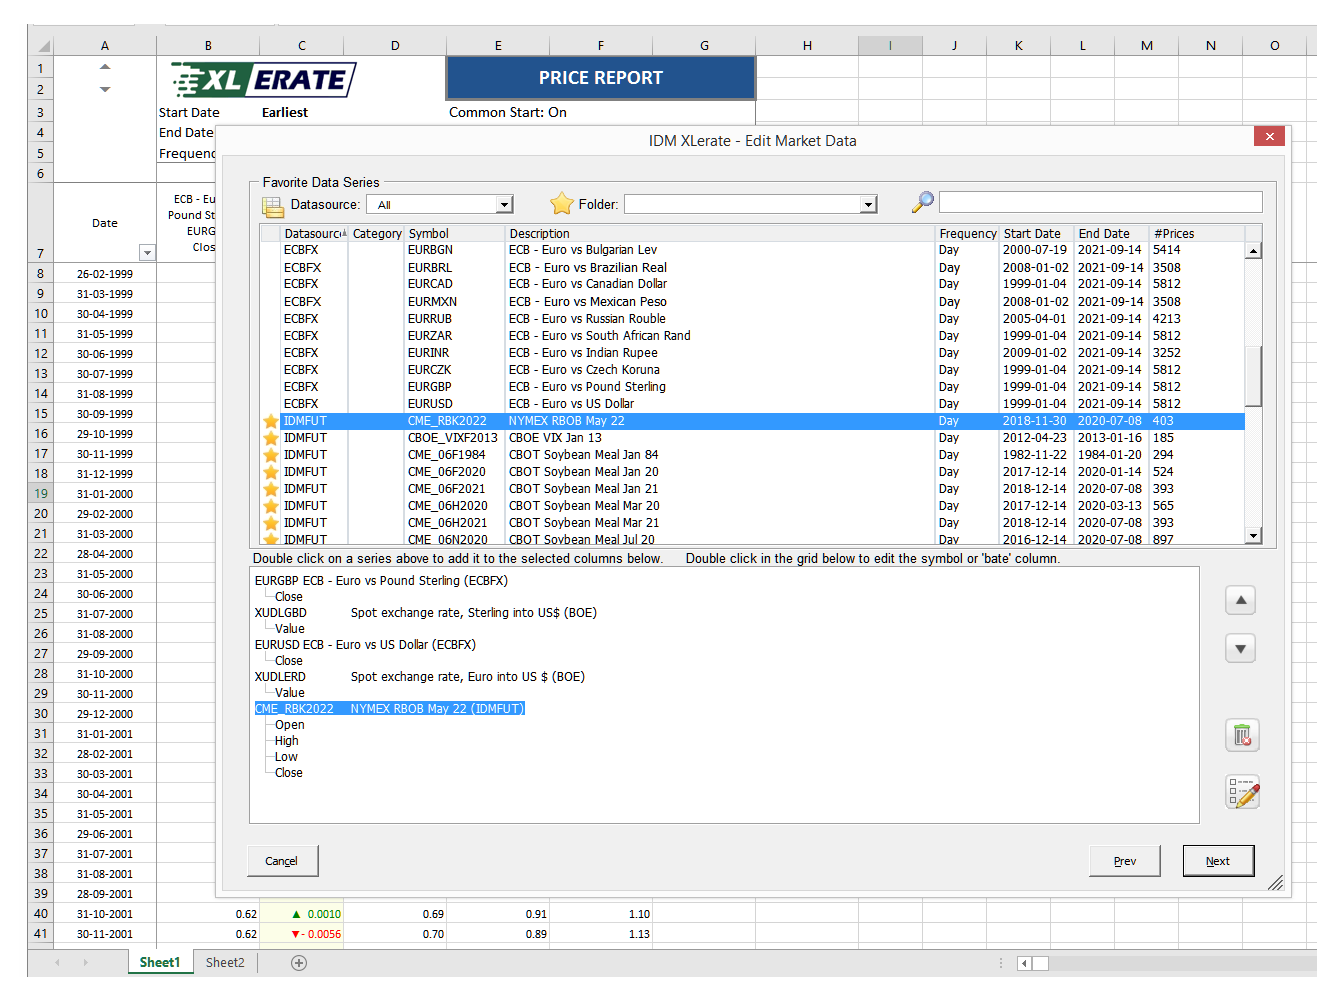 A B C D E F G H I J K L M N O
1 XLERATE PRICE REPORT
2
3 Start Date Earliest Common Start: On
4 End Date
5 Frequenc
6
IDM XLerate - Edit Market Data
Favorite Data Series
Datasource: All Folder:
Datasource Category Symbol Description Frequency Start Date End Date #Prices
ECBFX EURBGN ECB - Euro vs Bulgarian Lev Day 2000-07-19 2021-09-14 5414
ECBFX EURBRL ECB - Euro vs Brazilian Real Day 2008-01-02 2021-09-14 3508
ECBFX EURCAD ECB - Euro vs Canadian Dollar Day 1999-01-04 2021-09-14 5812
ECBFX EURMXN ECB - Euro vs Mexican Peso Day 2008-01-02 2021-09-14 3508
ECBFX EURRUB ECB - Euro vs Russian Rouble Day 2005-04-01 2021-09-14 4213
ECBFX EURZAR ECB - Euro vs South African Rand Day 1999-01-04 2021-09-14 5812
ECBFX EURINR ECB - Euro vs Indian Rupee Day 2009-01-02 2021-09-14 3252
ECBFX EURCZK ECB - Euro vs Czech Koruna Day 1999-01-04 2021-09-14 5812
ECBFX EURGBP ECB - Euro vs Pound Sterling Day 1999-01-04 2021-09-14 5812
ECBFX EURUSD ECB - Euro vs US Dollar Day 1999-01-04 2021-09-14 5812
IDMFUT CME_RBK2022 NYMEX RBOB May 22 Day 2018-11-30 2020-07-08 403
IDMFUT CBOE_VIXF2013 CBOE VIX Jan 13 Day 2012-04-23 2013-01-16 185
IDMFUT CME_06F1984 CBOT Soybean Meal Jan 84 Day 1982-11-22 1984-01-20 294
IDMFUT CME_06F2020 CBOT Soybean Meal Jan 20 Day 2017-12-14 2020-01-14 524
IDMFUT CME_06F2021 CBOT Soybean Meal Jan 21 Day 2018-12-14 2020-07-08 393
IDMFUT CME_06H2020 CBOT Soybean Meal Mar 20 Day 2017-12-14 2020-03-13 565
IDMFUT CME_06H2021 CBOT Soybean Meal Mar 21 Day 2018-12-14 2020-07-08 393
IDMFUT CME_06N2020 CBOT Soybean Meal Jul 20 Day 2016-12-14 2020-07-08 897
Double click on a series above to add it to the selected columns below. Double click in the grid below to edit the symbol or 'bate' column.
EURGBP ECB - Euro vs Pound Sterling (ECBFX)
Close
XUDLGBD Spot exchange rate, Sterling into US$ (BOE)
Value
EURUSD ECB - Euro vs US Dollar (ECBFX)
Close
XUDLERD Spot exchange rate, Euro into US $ (BOE)
Value
CME_RBK2022 NYMEX RBOB May 22 (IDMFUT)
Open
High
Low
Close
Cancel Prev Next
ECB - Eu
Pound St
Date EURG
7 Clos
8 26-02-1999
9 31-03-1999
10 30-04-1999
11 31-05-1999
12 30-06-1999
13 30-07-1999
14 31-08-1999
15 30-09-1999
16 29-10-1999
17 30-11-1999
18 31-12-1999
19 31-01-2000
20 29-02-2000
21 31-03-2000
22 28-04-2000
23 31-05-2000
24 30-06-2000
25 31-07-2000
26 31-08-2000
27 29-09-2000
28 31-10-2000
29 30-11-2000
30 29-12-2000
31 31-01-2001
32 28-02-2001
33 30-03-2001
34 30-04-2001
35 31-05-2001
36 29-06-2001
37 31-07-2001
38 31-08-2001
39 28-09-2001
40 31-10-2001 0.62 ▲ 0.0010 0.69 0.91 1.10
41 30-11-2001 0.62 ▼- 0.0056 0.70 0.89 1.13
Sheet1 Sheet2